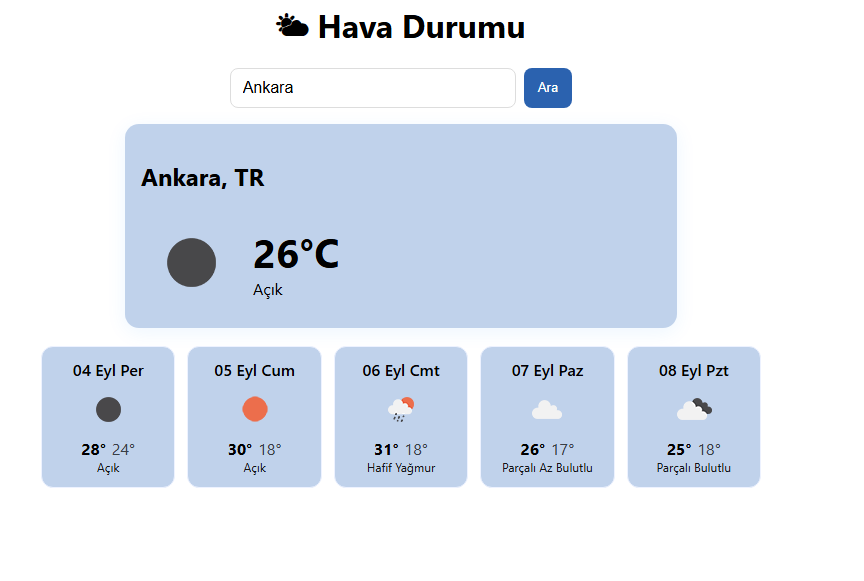 Hava Durumu
Ankara
Ara
Ankara, TR
26°C
Açık
04 Eyl Per
28° 24°
Açık
05 Eyl Cum
30° 18°
Açık
06 Eyl Cmt
31° 18°
Hafif Yağmur
07 Eyl Paz
26° 17°
Parçalı Az Bulutlu
08 Eyl Pzt
25° 18°
Parçalı Bulutlu